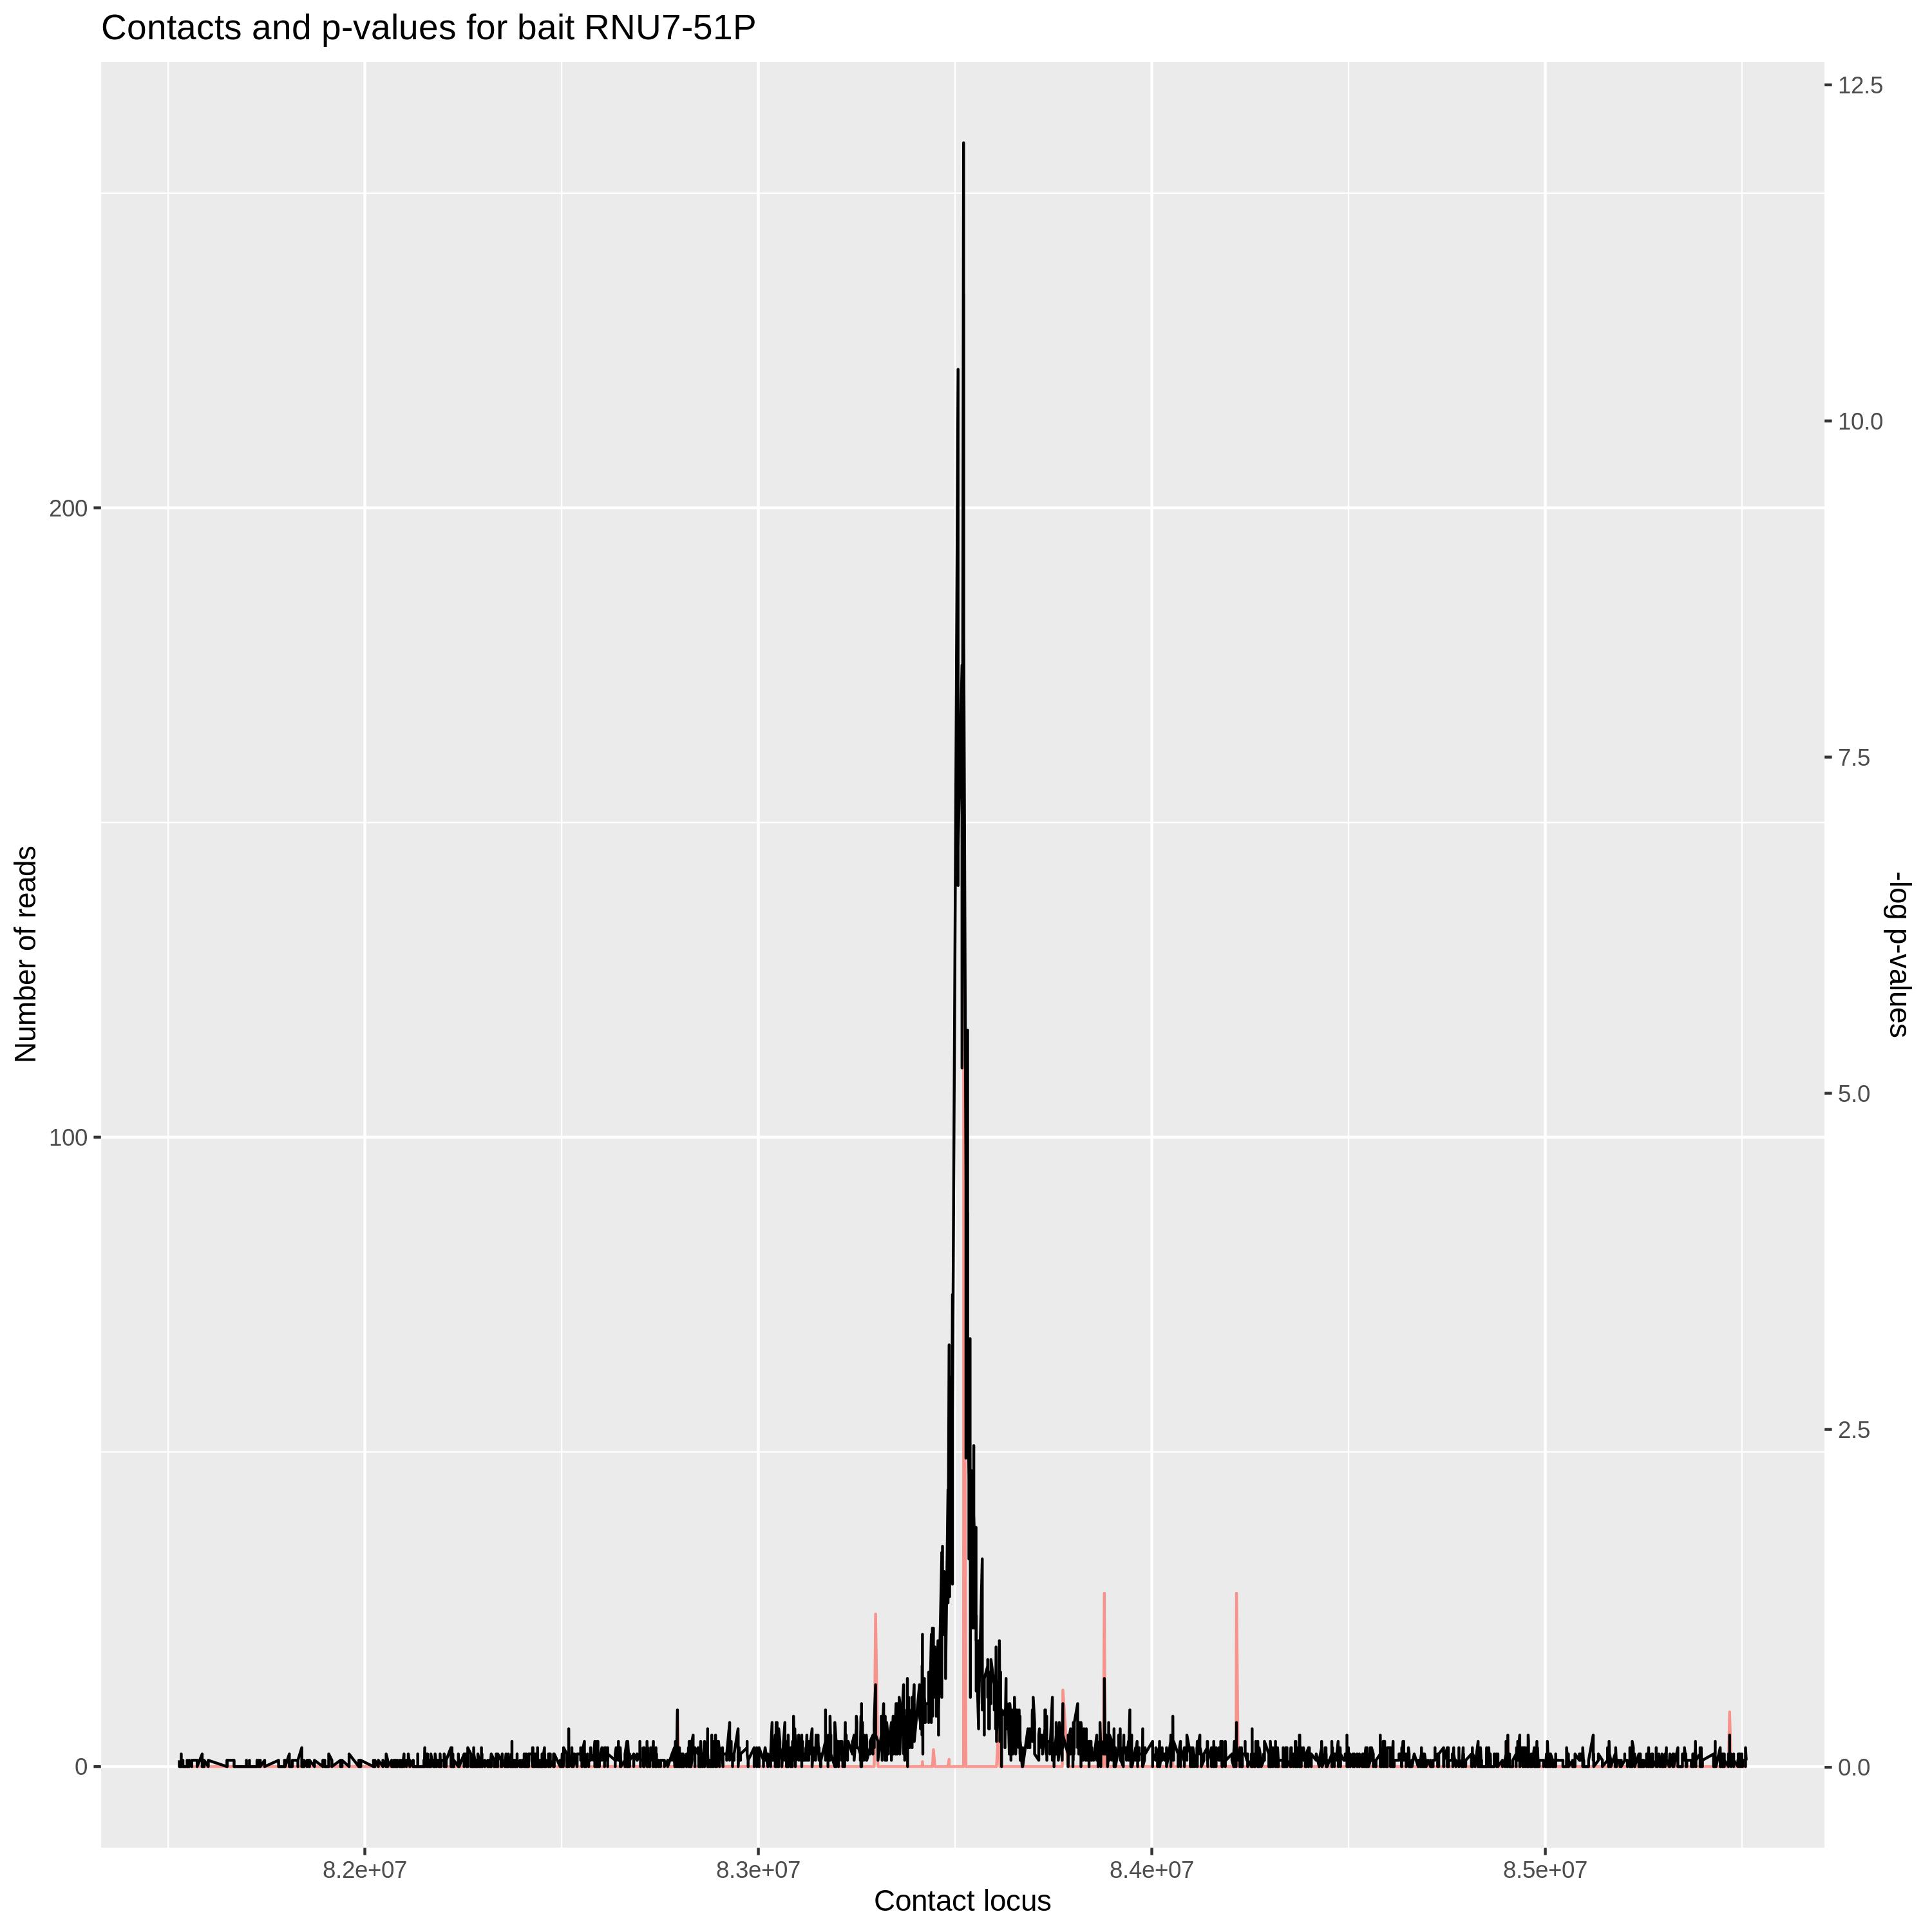 Contacts and p-values for bait RNU7-51P
12.5
10.0
200
7.5
Number of reads
-log p-values
5.0
100
2.5
0
0.0
8.2e+07
8.3e+07
8.4e+07
8.5e+07
Contact locus